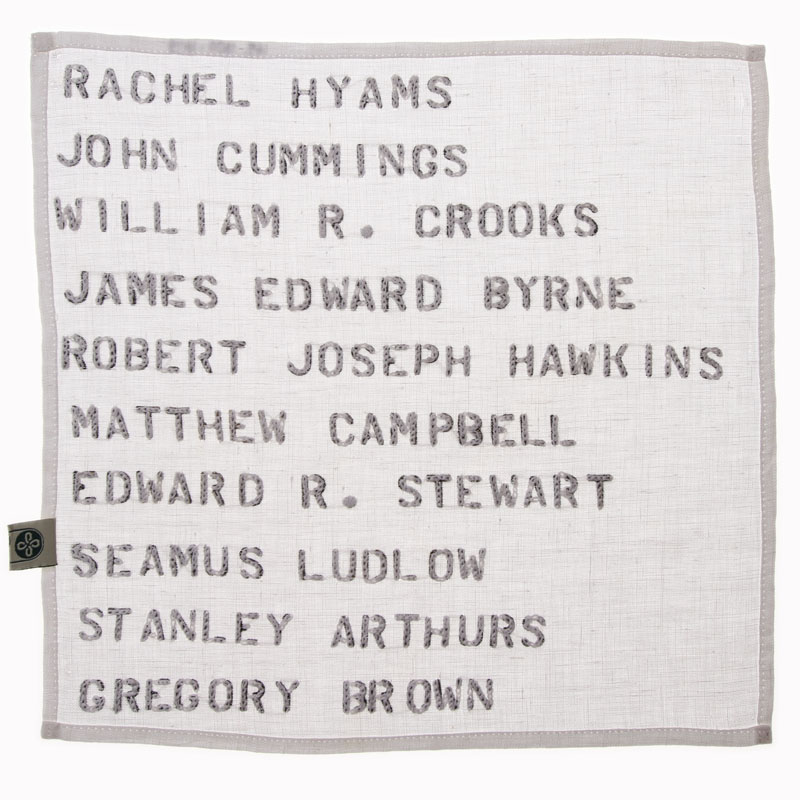 RACHEL HYAMS
JOHN CUMMINGS
WILLIAM R. CROOKS
JAMES EDWARD BYRNE
ROBERT JOSEPH HAWKINS
MATTHEW CAMPBELL
EDWARD R. STEWART
SEAMUS LUDLOW
STANLEY ARTHURS
GREGORY BROWN